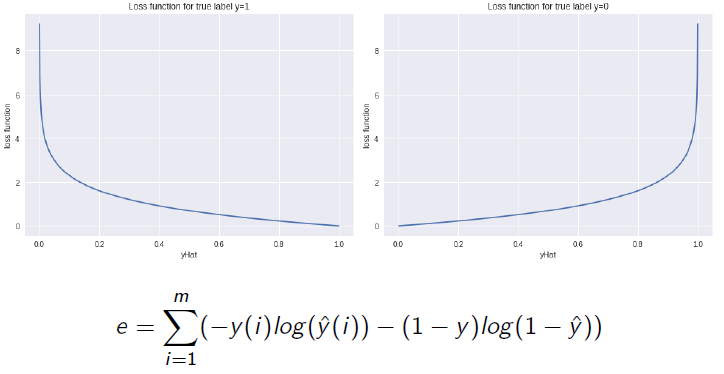 Loss function for true label y=1
Loss function for true label y=0
loss function
8
6
4
2
0
0.0 0.2 0.4 0.6 0.8 1.0
yHat
loss function
8
6
4
2
0
0.0 0.2 0.4 0.6 0.8 1.0
yHat
e = \sum_{i=1}^{m} (-y(i)log(ŷ(i)) − (1 − y)log(1 − ŷ))